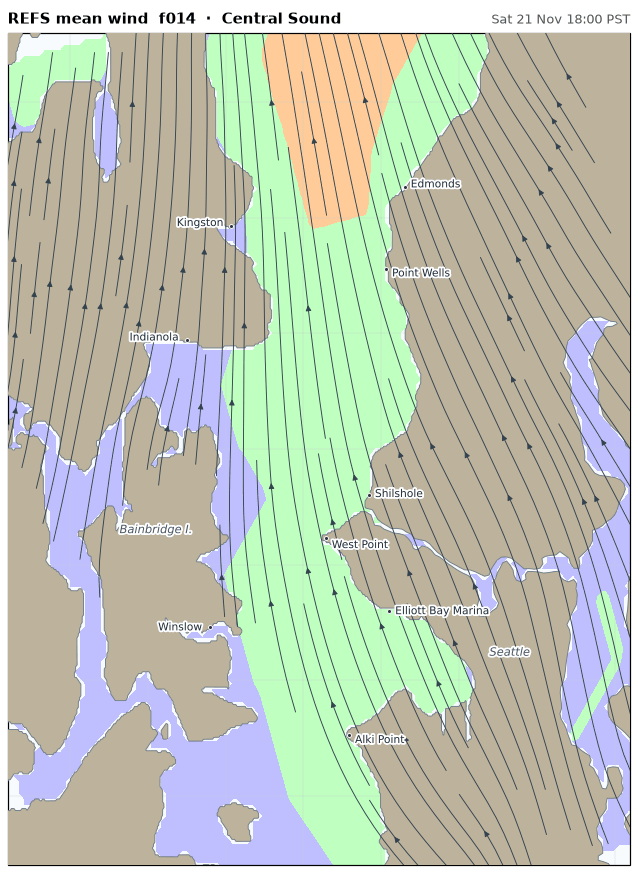 REFS mean wind f014 · Central Sound
Sat 21 Nov 18:00 PST
Edmonds
Kingston
Point Wells
Indianola
Shilshole
Bainbridge I.
West Point
Elliott Bay Marina
Winslow
Seattle
Alki Point